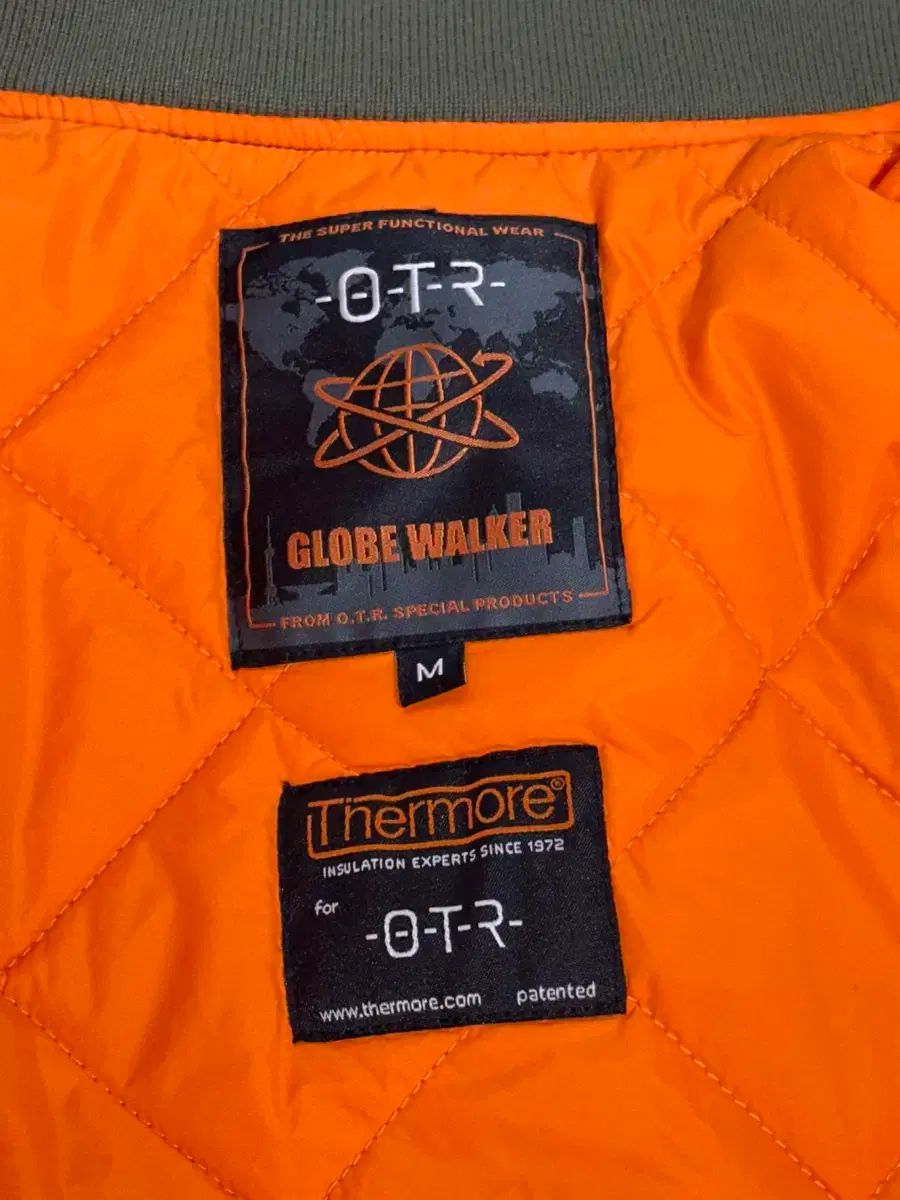 THE SUPER FUNCTIONAL WEAR
-O-T-R-
GLOBE WALKER
FROM O.T.R. SPECIAL PRODUCTS
M
Thermore®
INSULATION EXPERTS SINCE 1972
for
-O-T-R-
www.thermore.com patented